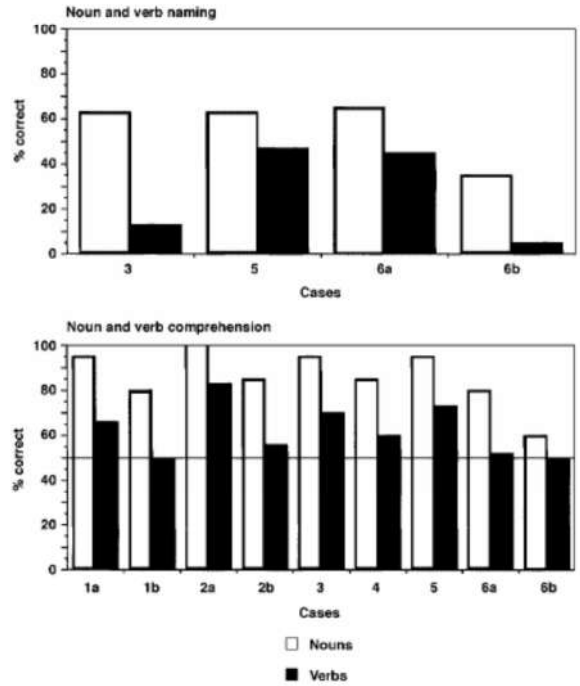 Noun and verb naming
100
80
60
40
20
0
% correct
3 5 6a 6b
Cases
Noun and verb comprehension
100
80
60
40
20
0
% correct
1a 1b 2a 2b 3 4 5 6a 6b
Cases
Nouns
Verbs